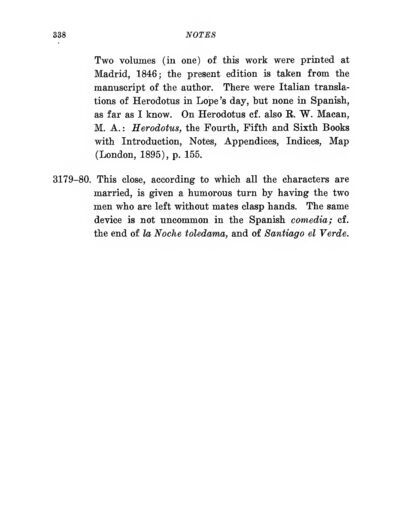 338 NOTES
Two volumes (in one) of this work were printed at
Madrid, 1846; the present edition is taken from the
manuscript of the author. There were Italian transla-
tions of Herodotus in Lope's day, but none in Spanish,
as far as I know. On Herodotus cf. also R. W. Macan,
M. A.: Herodotus, the Fourth, Fifth and Sixth Books
with Introduction, Notes, Appendices, Indices, Map
(London, 1895), p. 155.
3179–80. This close, according to which all the characters are
married, is given a humorous turn by having the two
men who are left without mates clasp hands. The same
device is not uncommon in the Spanish comedia; cf.
the end of la Noche toledama, and of Santiago el Verde.